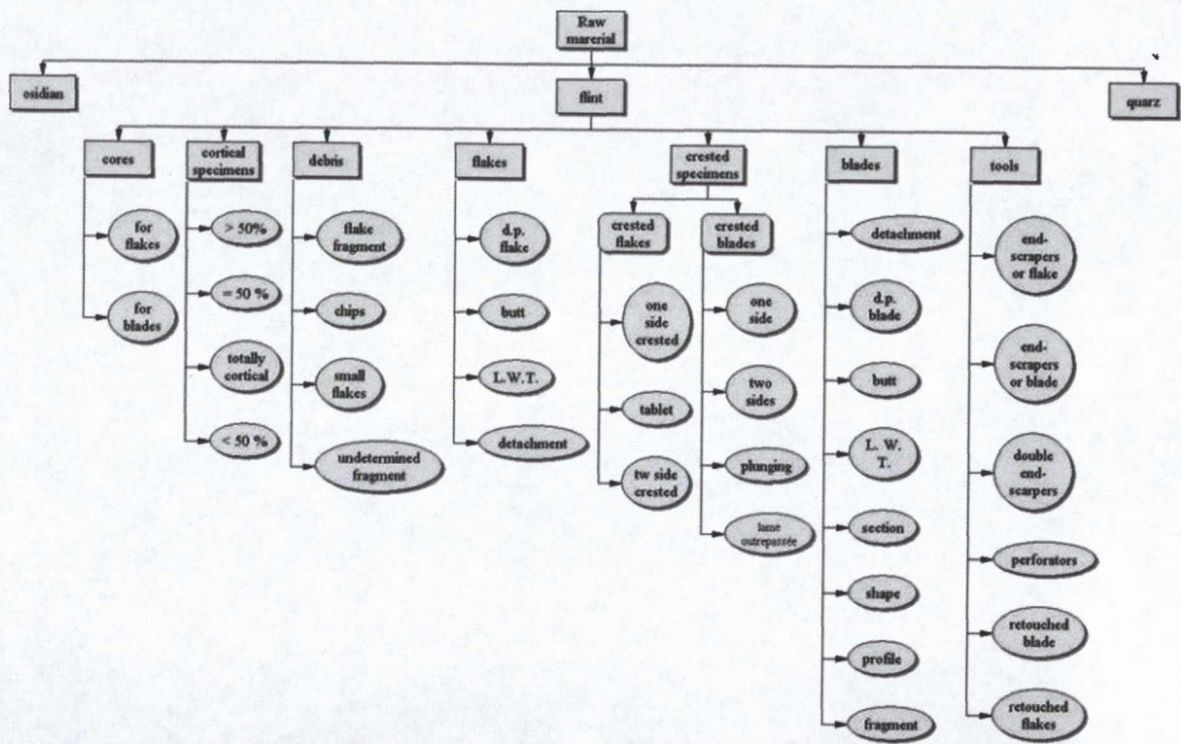 Raw
marerial
osidian
flint
quarz
cores
cortical
specimens
debris
flakes
crested
specimens
blades
tools
for
flakes
for
blades
> 50%
= 50 %
totally
cortical
< 50 %
flake
fragment
chips
small
flakes
undetermined
fragment
d.p.
flake
butt
L.W.T.
detachment
crested
flakes
one
side
crested
tablet
tw side
crested
crested
blades
one
side
two
sides
plunging
lame
outrepassée
detachment
d.p.
blade
butt
L. W.
T.
section
shape
profile
fragment
end-
scrapers
or flake
end-
scrapers
or blade
double
end-
scarpers
perforators
retouched
blade
retouched
flakes